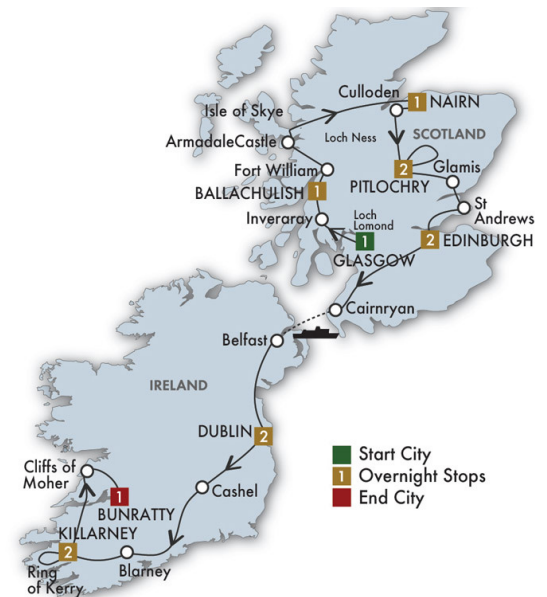 Culloden
1 NAIRN
Isle of Skye
Loch Ness
SCOTLAND
Armadale Castle
Fort William
2
Glamis
PITLOCHRY
BALLACHULISH 1
St
Andrews
Inveraray
Loch
Lomond
1
GLASGOW
2 EDINBURGH
Cairnryan
Belfast
IRELAND
DUBLIN 2
Start City
1 Overnight Stops
End City
Cliffs of
Moher
Cashel
1
BUNRATTY
KILLARNEY
2
Ring
of Kerry
Blarney